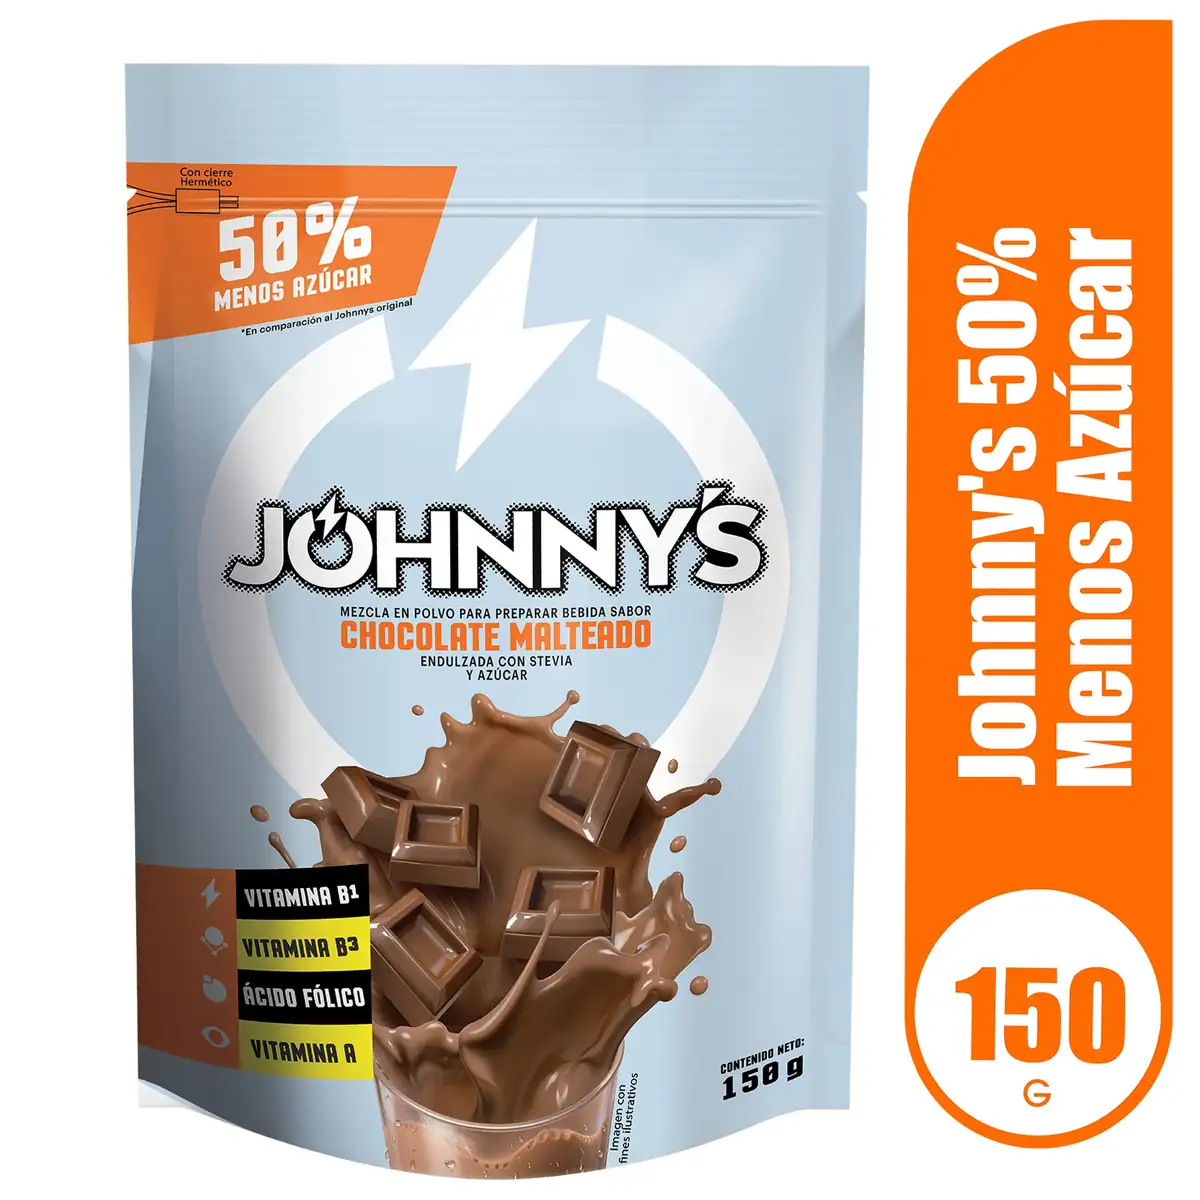 Con cierre
Hermético
50%
MENOS AZÚCAR
*En comparación al Johnnys original
JOHNNY'S
MEZCLA EN POLVO PARA PREPARAR BEBIDA SABOR
CHOCOLATE MALTEADO
ENDULZADA CON STEVIA
Y AZÚCAR
VITAMINA B1
VITAMINA B3
ÁCIDO FÓLICO
VITAMINA A
CONTENIDO NETO:
150 g
Imagen con
fines ilustrativos
Johnny's 50%
Menos Azúcar
150
G